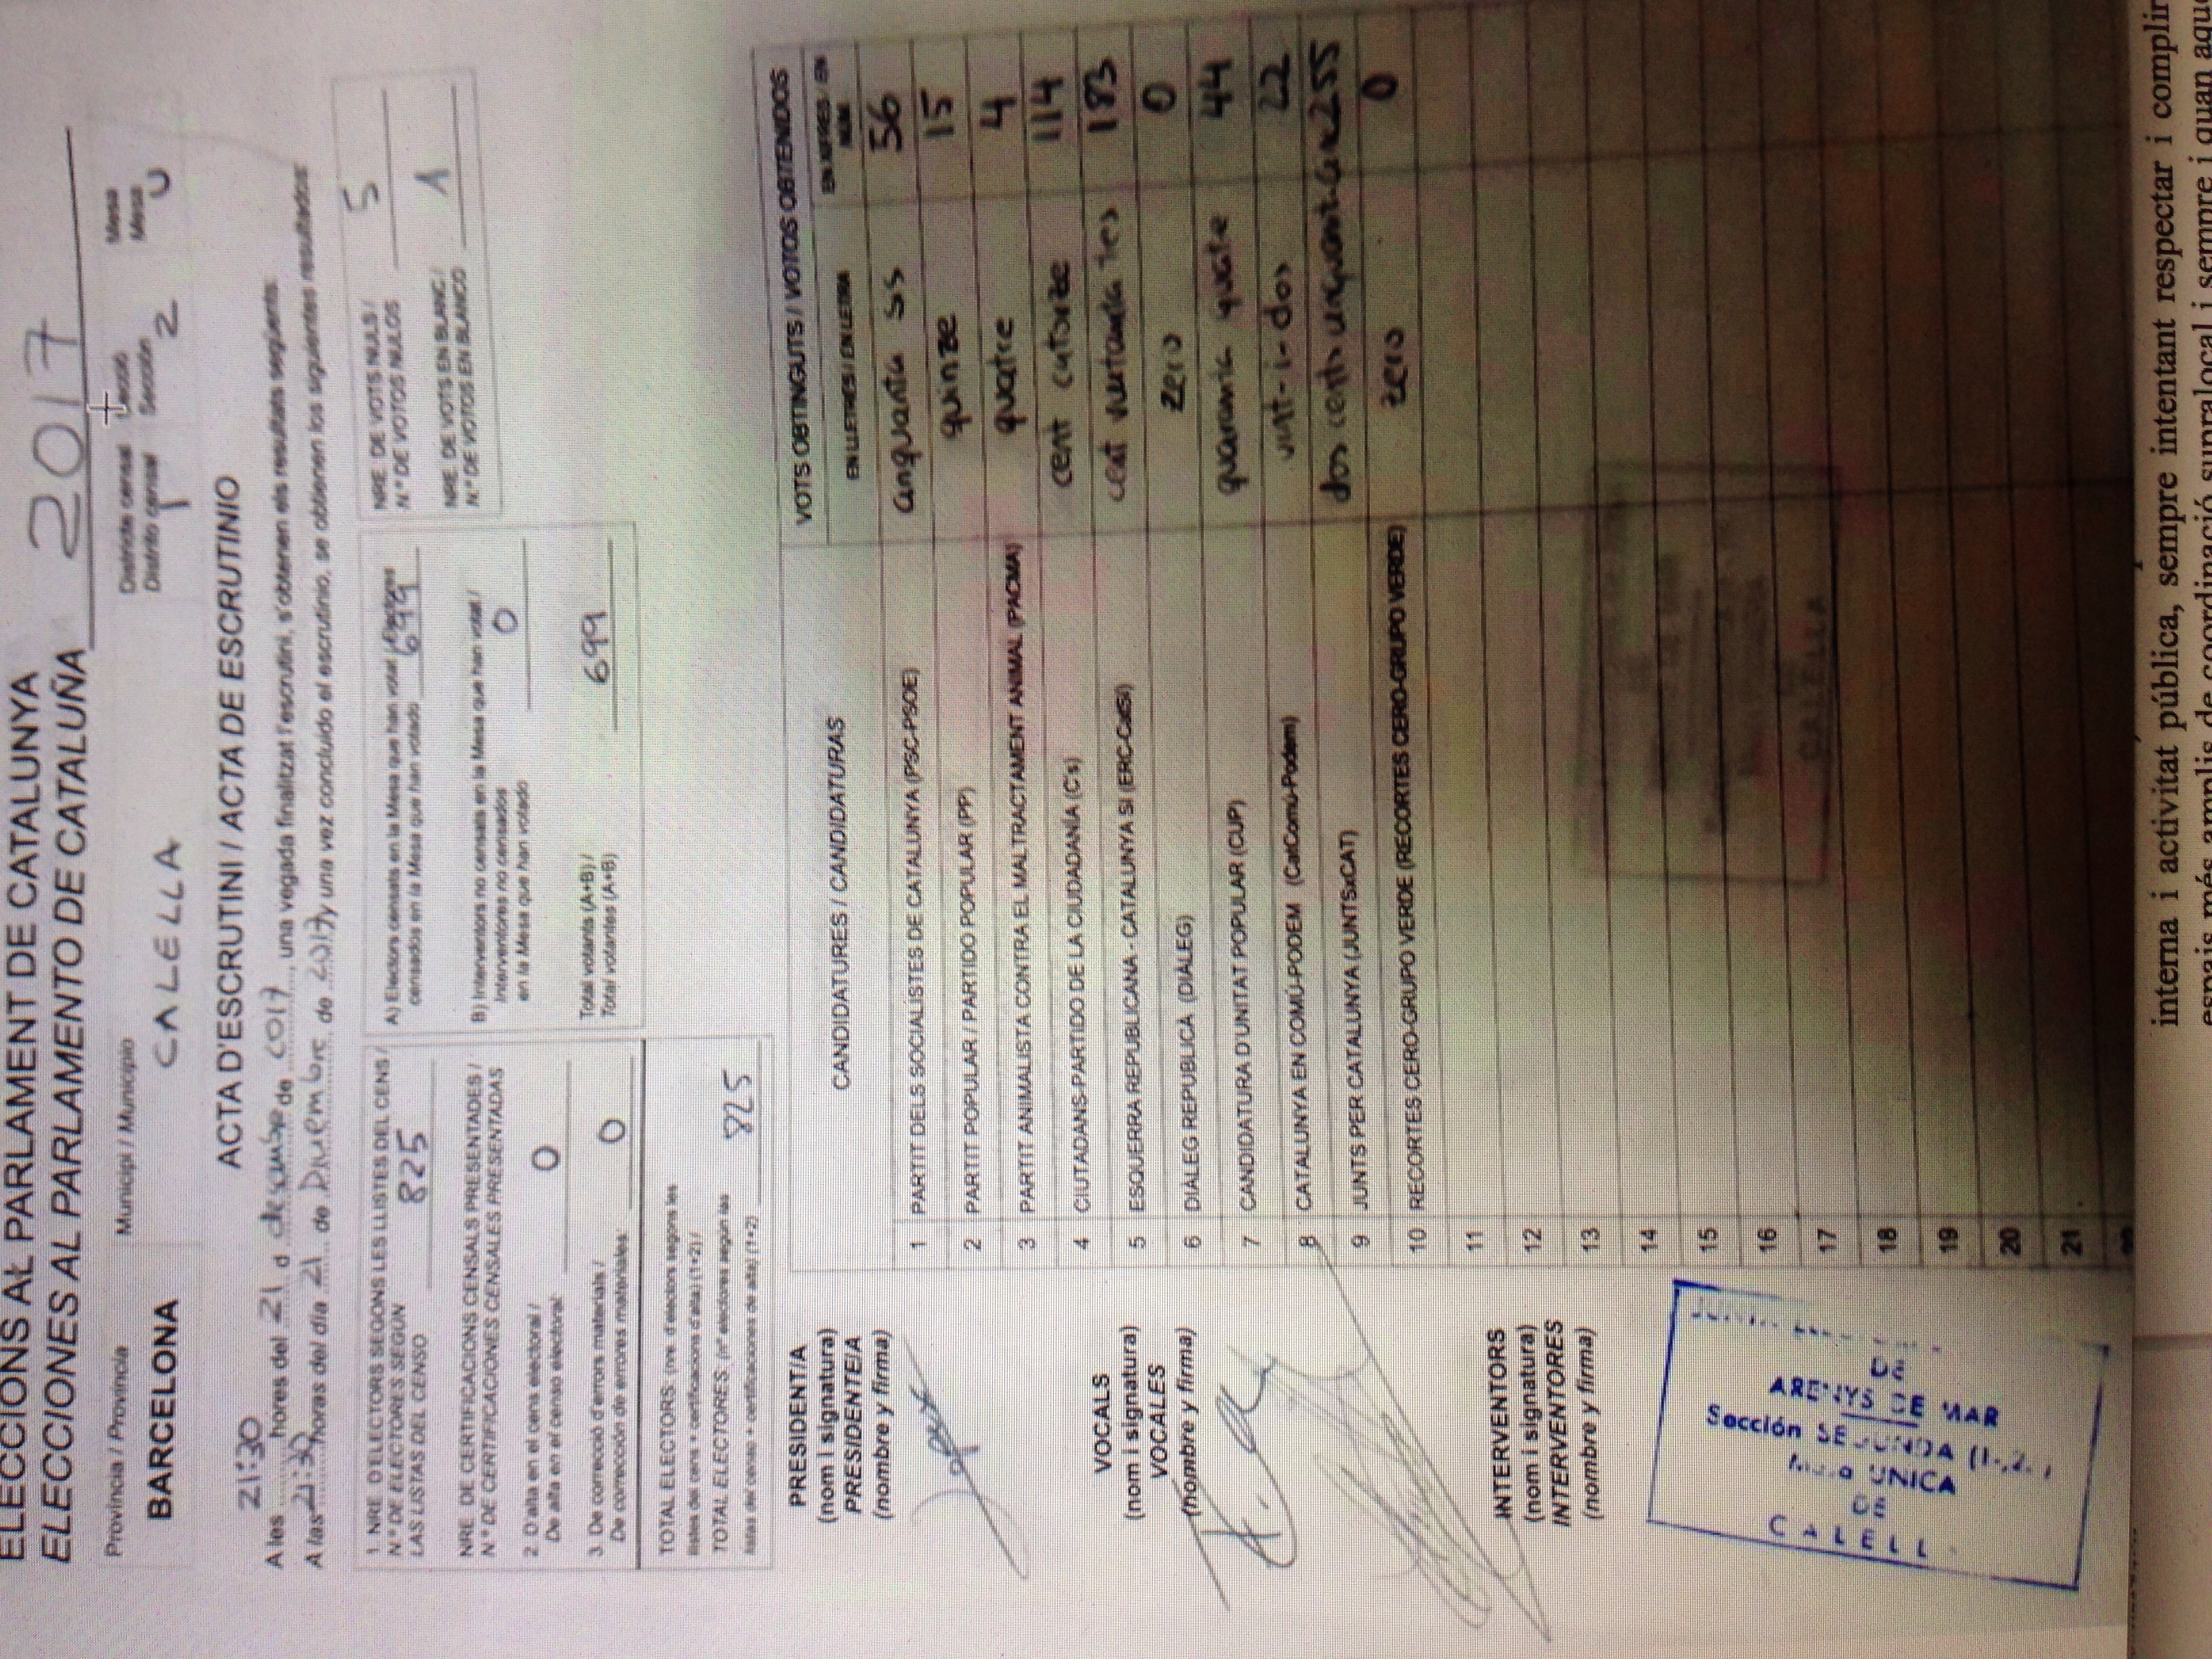 ELECCIONS AL PARLAMENT DE CATALUNYA
ELECCIONES AL PARLAMENTO DE CATALUÑA 2017
Província / Provincia
Municipi / Municipio
Districte censal
Distrito censal
Secció
Sección
Mesa
Mesa
BARCELONA
CALELLA
1
2
U
ACTA D'ESCRUTINI / ACTA DE ESCRUTINIO
21:30
A les hores del 21 d de 2017, una vegada finalitzat l'escrutini, s'obtenen els resultats següents:
A las 21:30 horas del día 21 de de 2017 y una vez concluido el escrutinio, se obtienen los siguientes resultados:
1. NRE. D'ELECTORS SEGONS LES LLISTES DEL CENS /
N.º DE ELECTORES SEGÚN
LAS LISTAS DEL CENSO 825
NRE. DE CERTIFICACIONS CENSALS PRESENTADES /
N.º DE CERTIFICACIONES CENSALES PRESENTADAS
2. D'alta en el cens electoral /
De alta en el censo electoral: 0
3. De correcció d'errors materials /
De corrección de errores materiales: 0
TOTAL ELECTORS: (nre. d'electors segons les
llistes del cens + certificacions d'alta) (1+2) /
TOTAL ELECTORES: (nº electores según las
listas del censo + certificaciones de alta) (1+2) 825
A) Electors censats en la Mesa que han votat / Electores
censados en la Mesa que han votado 699
B) Interventors no censats en la Mesa que han votat /
Interventores no censados
en la Mesa que han votado 0
Total votants (A+B) /
Total votantes (A+B) 699
NRE. DE VOTS NULS /
N.º DE VOTOS NULOS 5
NRE. DE VOTS EN BLANC /
N.º DE VOTOS EN BLANCO 1
PRESIDENT/A
(nom i signatura)
PRESIDENTE/A
(nombre y firma)
VOCALS
(nom i signatura)
VOCALES
(nombre y firma)
INTERVENTORS
(nom i signatura)
INTERVENTORES
(nombre y firma)
CANDIDATURES / CANDIDATURAS
VOTS OBTINGUTS / VOTOS OBTENIDOS
EN LLETRES / EN LETRA
EN XIFRES / EN
NÚM
1 PARTIT DELS SOCIALISTES DE CATALUNYA (PSC-PSOE) cinquanta sis 56
2 PARTIT POPULAR / PARTIDO POPULAR (PP) quinze 15
3 PARTIT ANIMALISTA CONTRA EL MALTRACTAMENT ANIMAL (PACMA) quatre 4
4 CIUTADANS-PARTIDO DE LA CIUDADANÍA (C's) cent catorze 114
5 ESQUERRA REPUBLICANA - CATALUNYA SÍ (ERC-CatSí) cent vuitanta tres 183
6 DIÀLEG REPUBLICÀ (DIÀLEG) zero 0
7 CANDIDATURA D'UNITAT POPULAR (CUP) quaranta quatre 44
8 CATALUNYA EN COMÚ-PODEM (CatComú-Podem) vint-i-dos 22
9 JUNTS PER CATALUNYA (JUNTSxCAT) dos cents 255
10 RECORTES CERO-GRUPO VERDE (RECORTES CERO-GRUPO VERDE) zero 0
11
12
13
14
15
16
17
18
19
20
21
DE
ARENYS DE MAR
Sección
UNICA
DE
CALELLA
interna i activitat pública, sempre intentant respectar i complir
espais més amplis de coordinació supralocal i sempre i quan